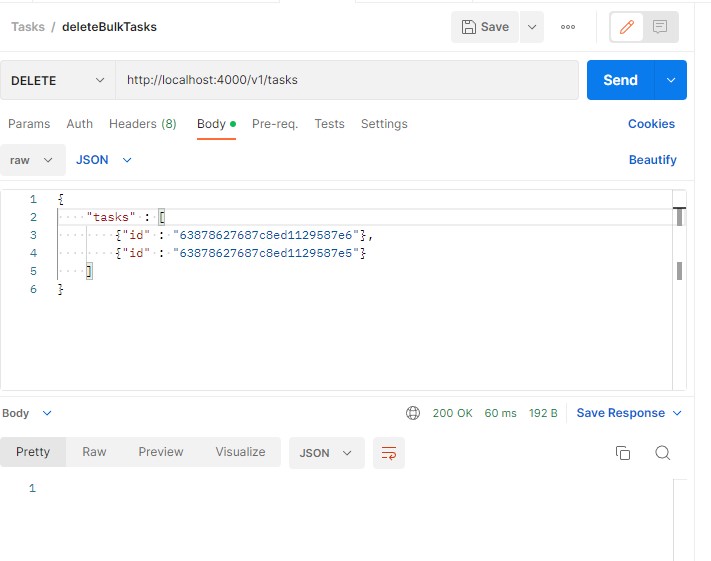 Tasks / deleteBulkTasks
Save
DELETE
http://localhost:4000/v1/tasks
Send
Params Auth Headers (8) Body Pre-req. Tests Settings
Cookies
raw JSON
Beautify
1 {
2 ····"tasks"·:·[
3 ········{"id"·:·"63878627687c8ed1129587e6"},
4 ········{"id"·:·"63878627687c8ed1129587e5"}
5 ····]
6 }
Body
200 OK 60 ms 192 B Save Response
Pretty Raw Preview Visualize JSON
1